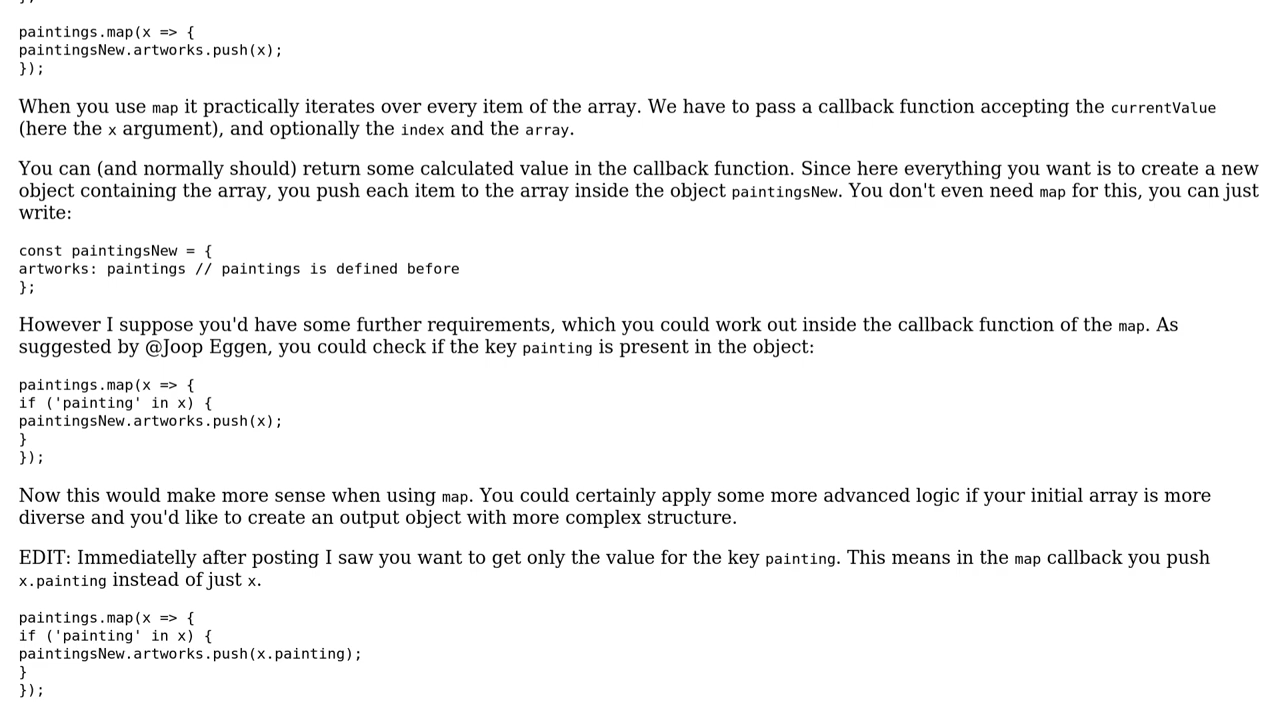 };
paintings.map(x => {
paintingsNew.artworks.push(x);
});
When you use map it practically iterates over every item of the array. We have to pass a callback function accepting the currentValue
(here the x argument), and optionally the index and the array.
You can (and normally should) return some calculated value in the callback function. Since here everything you want is to create a new
object containing the array, you push each item to the array inside the object paintingsNew. You don't even need map for this, you can just
write:
const paintingsNew = {
artworks: paintings // paintings is defined before
};
However I suppose you'd have some further requirements, which you could work out inside the callback function of the map. As
suggested by @Joop Eggen, you could check if the key painting is present in the object:
paintings.map(x => {
if ('painting' in x) {
paintingsNew.artworks.push(x);
}
});
Now this would make more sense when using map. You could certainly apply some more advanced logic if your initial array is more
diverse and you'd like to create an output object with more complex structure.
EDIT: Immediatelly after posting I saw you want to get only the value for the key painting. This means in the map callback you push
x.painting instead of just x.
paintings.map(x => {
if ('painting' in x) {
paintingsNew.artworks.push(x.painting);
}
});